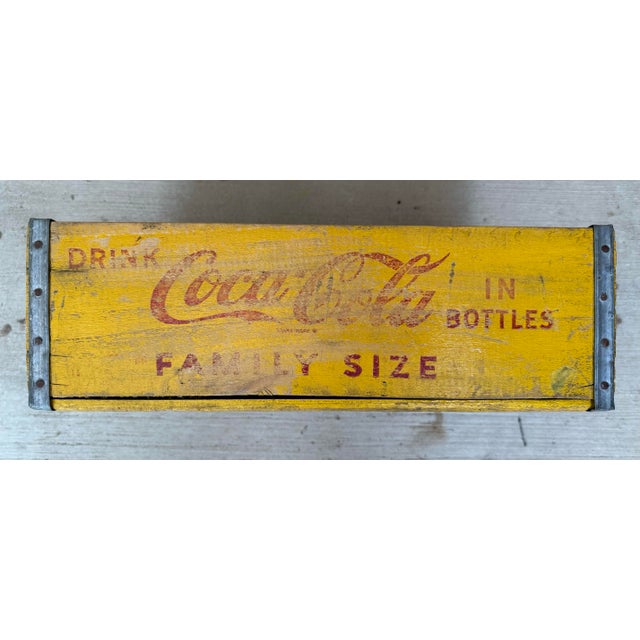 DRINK Coca-Cola IN
BOTTLES
FAMILY SIZE